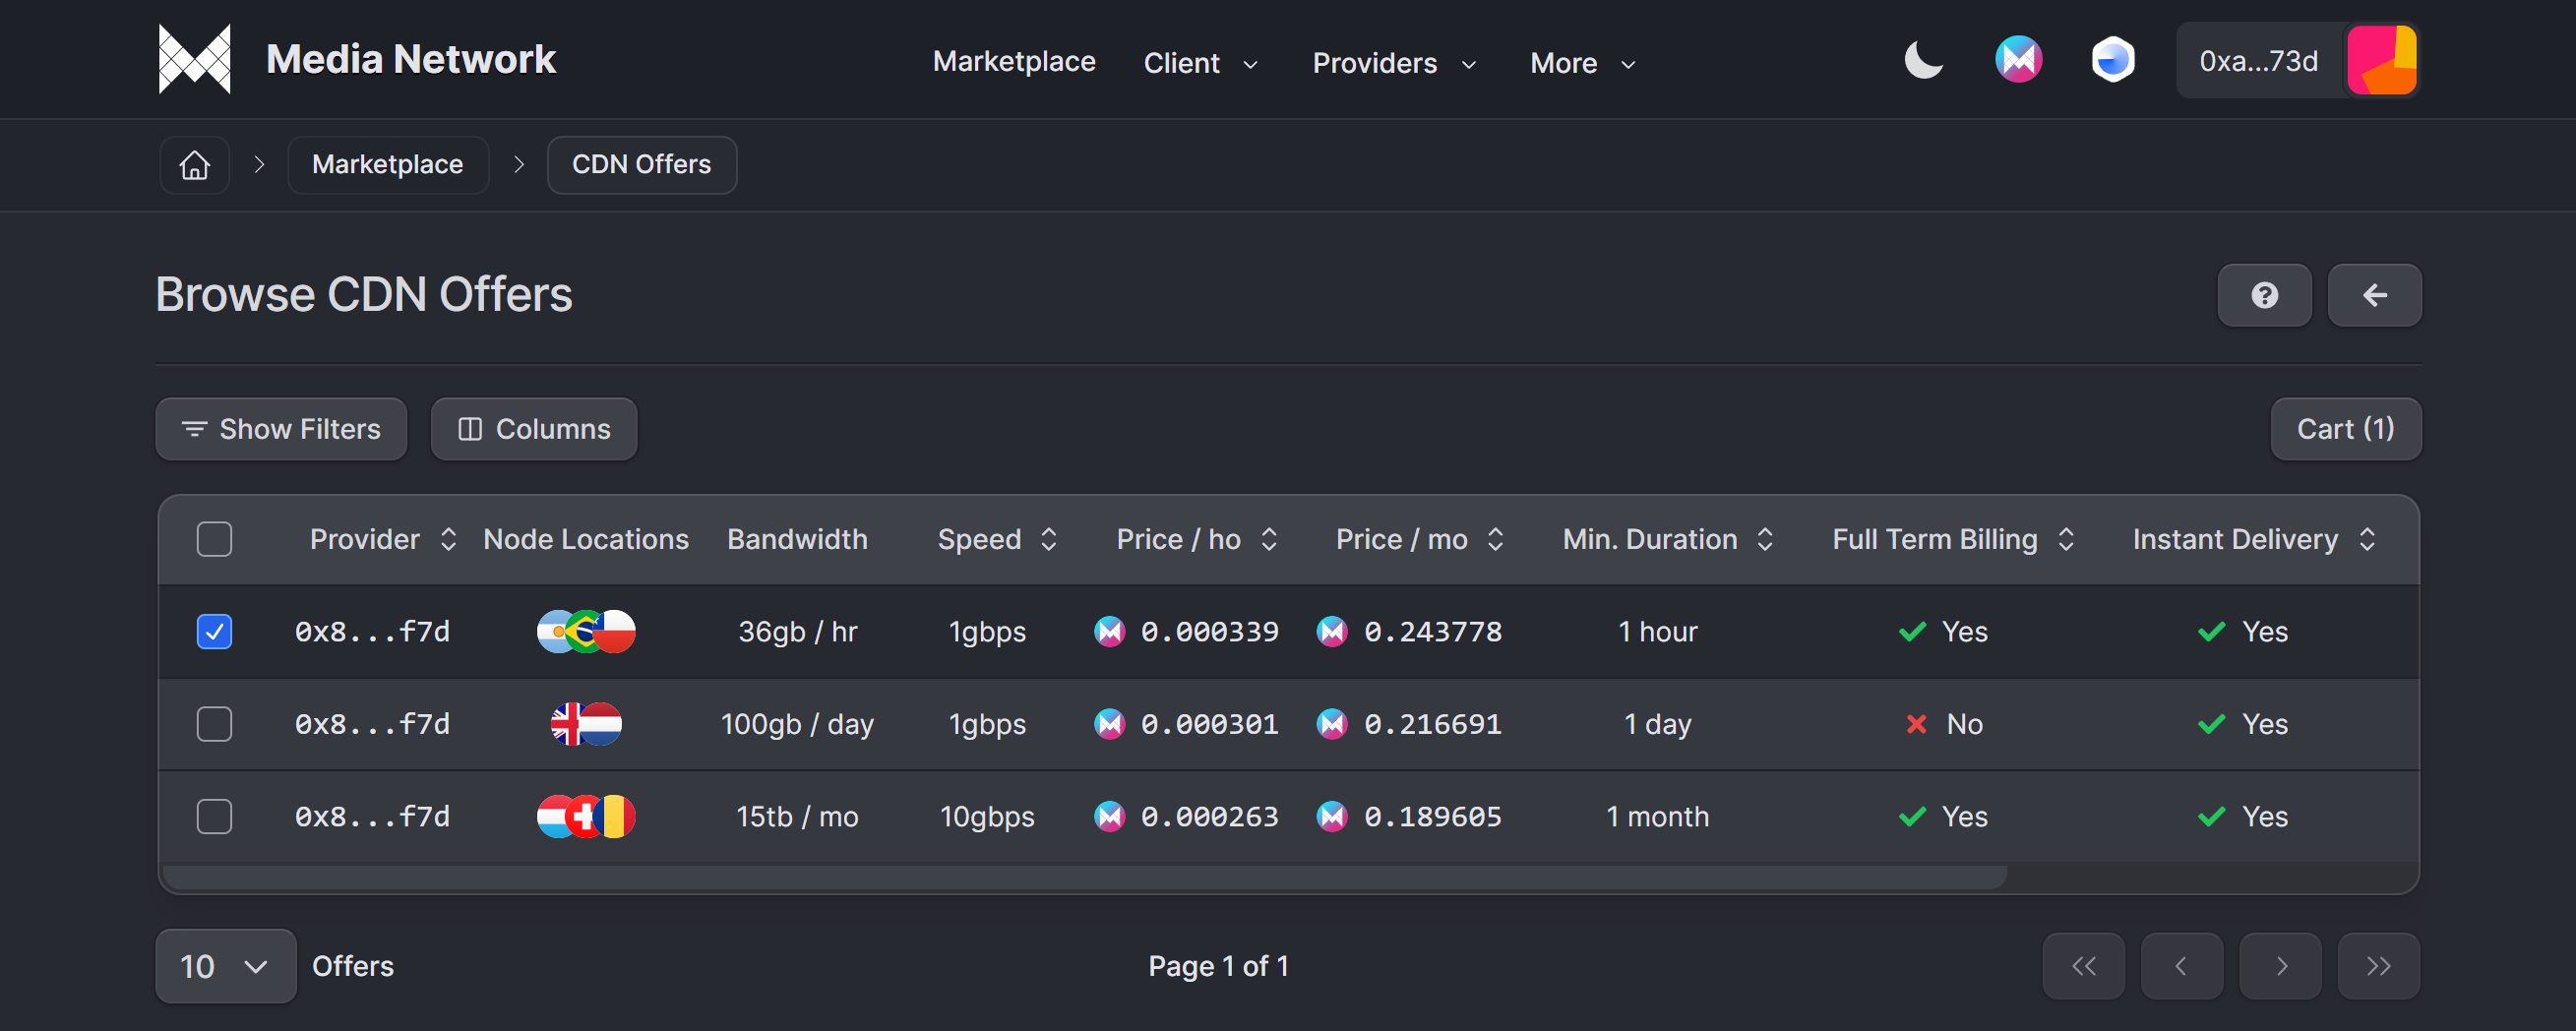 Media Network
Marketplace Client Providers More
0xa...73d
Marketplace CDN Offers
Browse CDN Offers
Show Filters Columns Cart (1)
Provider Node Locations Bandwidth Speed Price / ho Price / mo Min. Duration Full Term Billing Instant Delivery
0x8...f7d 36gb / hr 1gbps 0.000339 0.243778 1 hour Yes Yes
0x8...f7d 100gb / day 1gbps 0.000301 0.216691 1 day No Yes
0x8...f7d 15tb / mo 10gbps 0.000263 0.189605 1 month Yes Yes
10 Offers Page 1 of 1